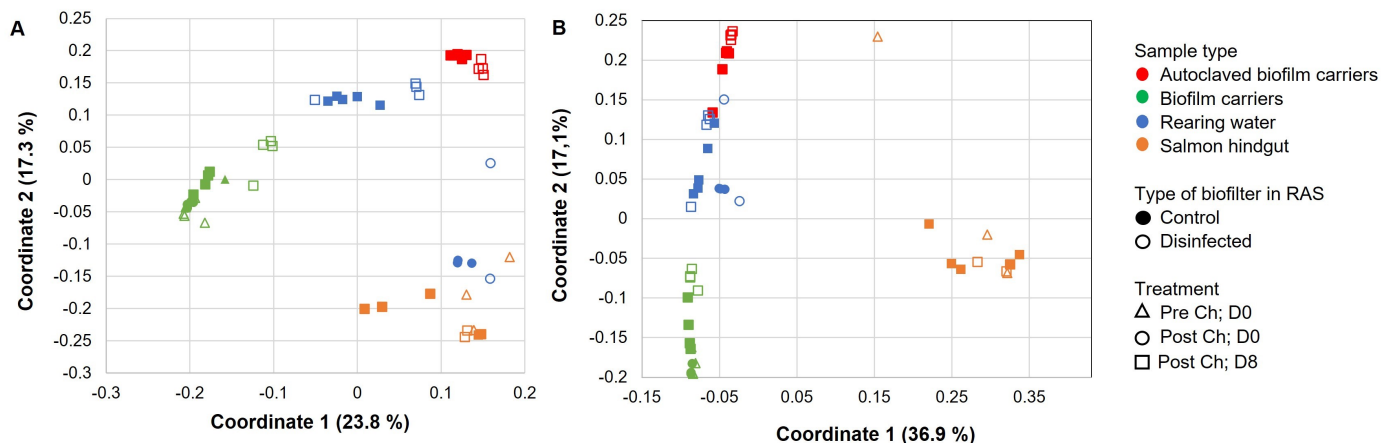 A
0.25
0.2
0.15
0.1
0.05
0
-0.05
-0.1
-0.15
-0.2
-0.25
-0.3
-0.3
-0.2
-0.1
0
0.1
0.2
Coordinate 2 (17.3 %)
Coordinate 1 (23.8 %)
B
0.25
0.2
0.15
0.1
0.05
0
-0.05
-0.1
-0.15
-0.2
-0.15
-0.05
0.05
0.15
0.25
0.35
Coordinate 2 (17,1%)
Coordinate 1 (36.9 %)
Sample type
Autoclaved biofilm carriers
Biofilm carriers
Rearing water
Salmon hindgut
Type of biofilter in RAS
Control
Disinfected
Treatment
Pre Ch; D0
Post Ch; D0
Post Ch; D8